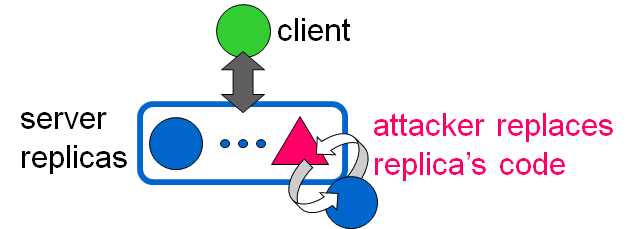 client
server
replicas
attacker replaces
replica's code